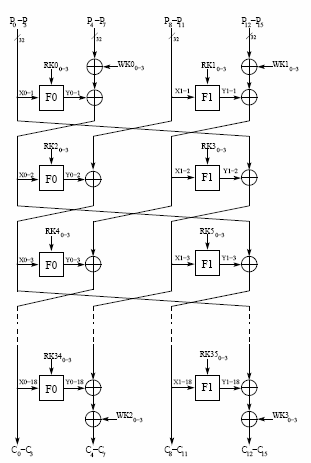 P₀–P₃ P₄–P₇ P₈–P₁₁ P₁₂–P₁₅
32 32 32 32
RK0₀₋₃ WK0₀₋₃ RK1₀₋₃ WK1₀₋₃
X0-1 F0 Y0-1 X1-1 F1 Y1-1
RK2₀₋₃ RK3₀₋₃
X0-2 F0 Y0-2 X1-2 F1 Y1-2
RK4₀₋₃ RK5₀₋₃
X0-3 F0 Y0-3 X1-3 F1 Y1-3
RK34₀₋₃ RK35₀₋₃
X0-18 F0 Y0-18 X1-18 F1 Y1-18
WK2₀₋₃ WK3₀₋₃
C₀–C₃ C₄–C₇ C₈–C₁₁ C₁₂–C₁₅